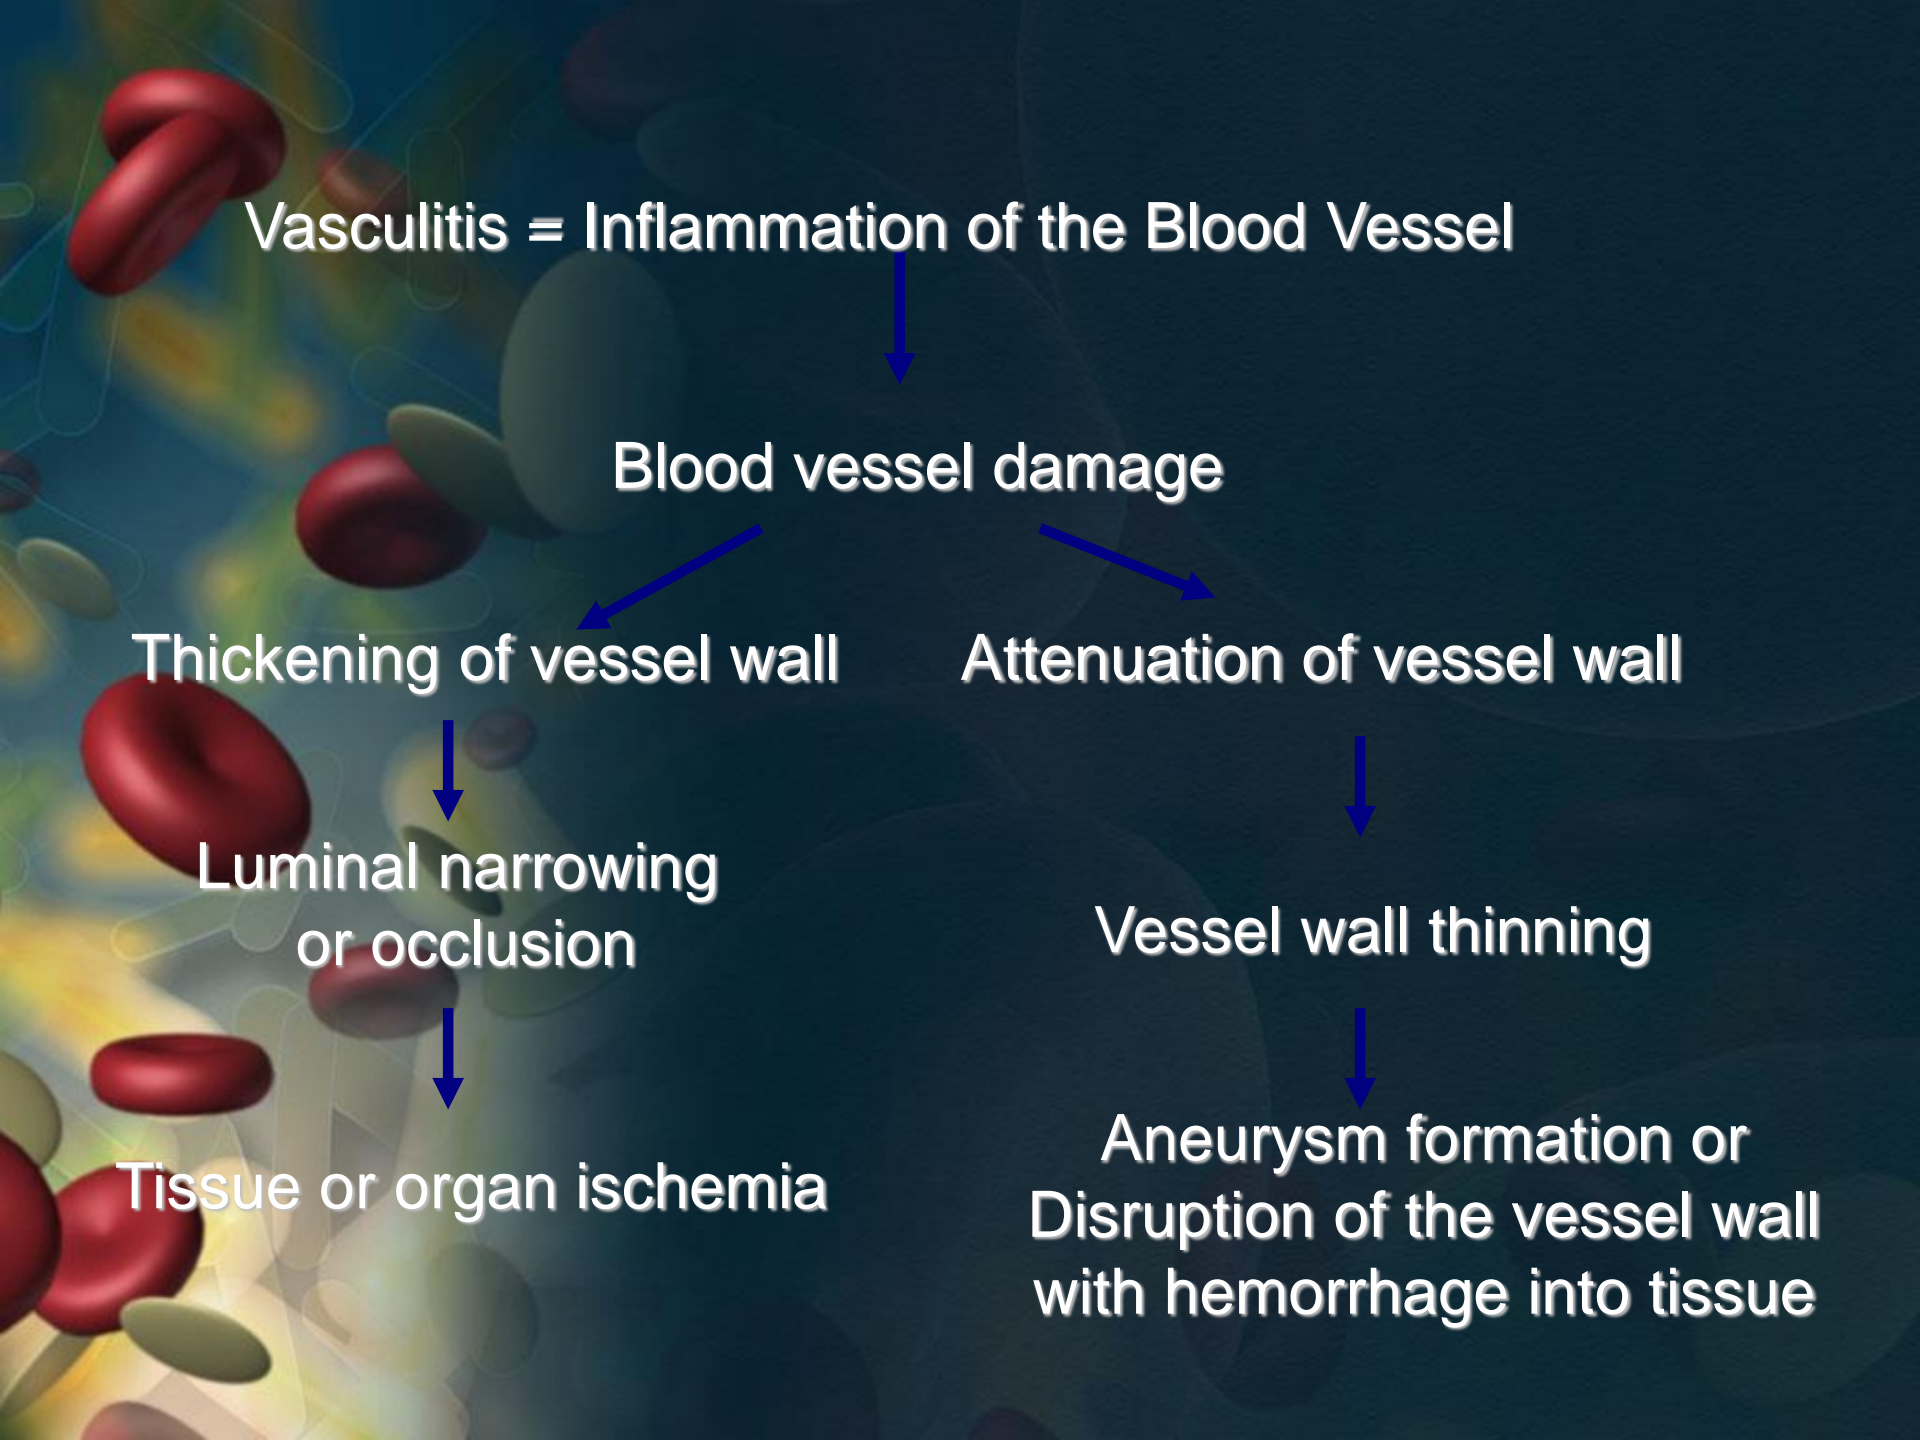 Vasculitis = Inflammation of the Blood Vessel
Blood vessel damage
Thickening of vessel wall
Attenuation of vessel wall
Luminal narrowing
or occlusion
Vessel wall thinning
Tissue or organ ischemia
Aneurysm formation or
Disruption of the vessel wall
with hemorrhage into tissue